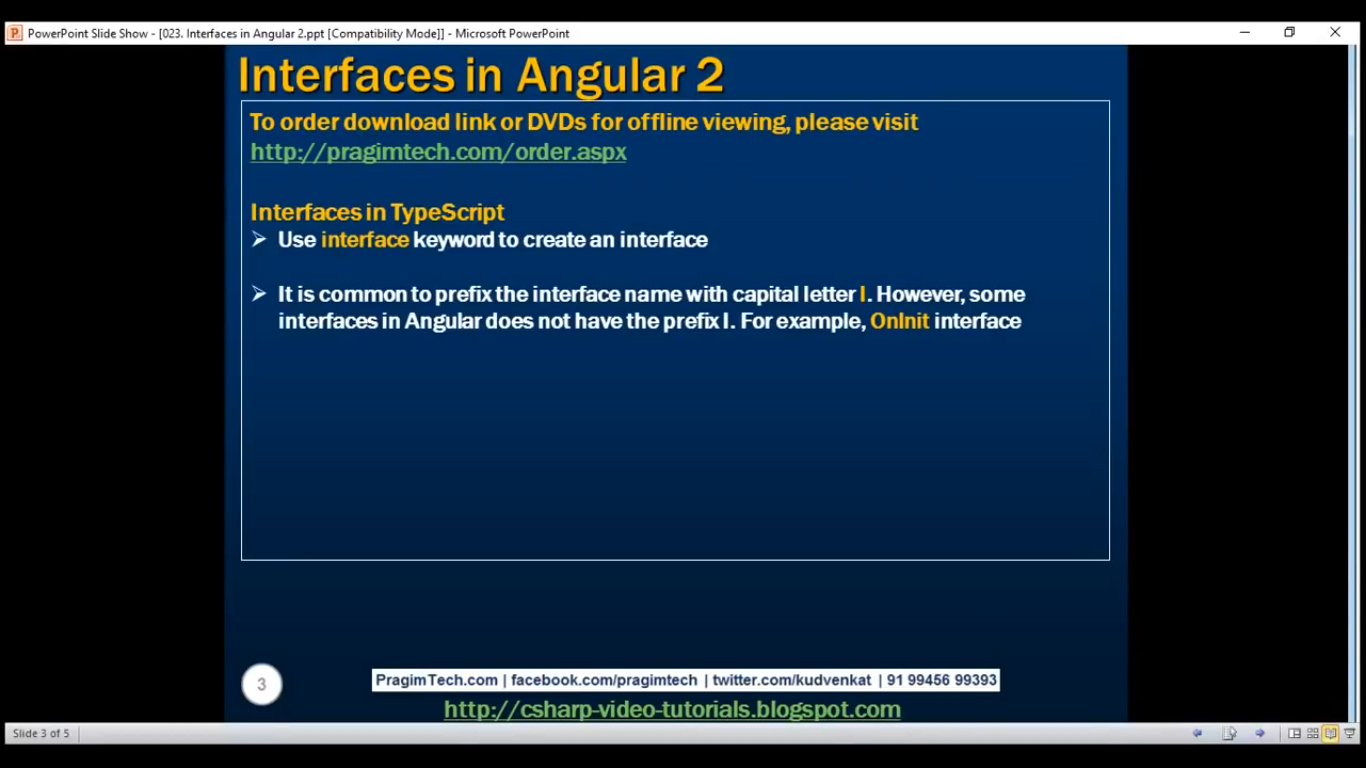 PowerPoint Slide Show - [023. Interfaces in Angular 2.ppt [Compatibility Mode]] - Microsoft PowerPoint
Interfaces in Angular 2
To order download link or DVDs for offline viewing, please visit
http://pragimtech.com/order.aspx
Interfaces in TypeScript
➢ Use interface keyword to create an interface
➢ It is common to prefix the interface name with capital letter I. However, some
interfaces in Angular does not have the prefix I. For example, OnInit interface
3
PragimTech.com | facebook.com/pragimtech | twitter.com/kudvenkat | 91 99456 99393
http://csharp-video-tutorials.blogspot.com
Slide 3 of 5